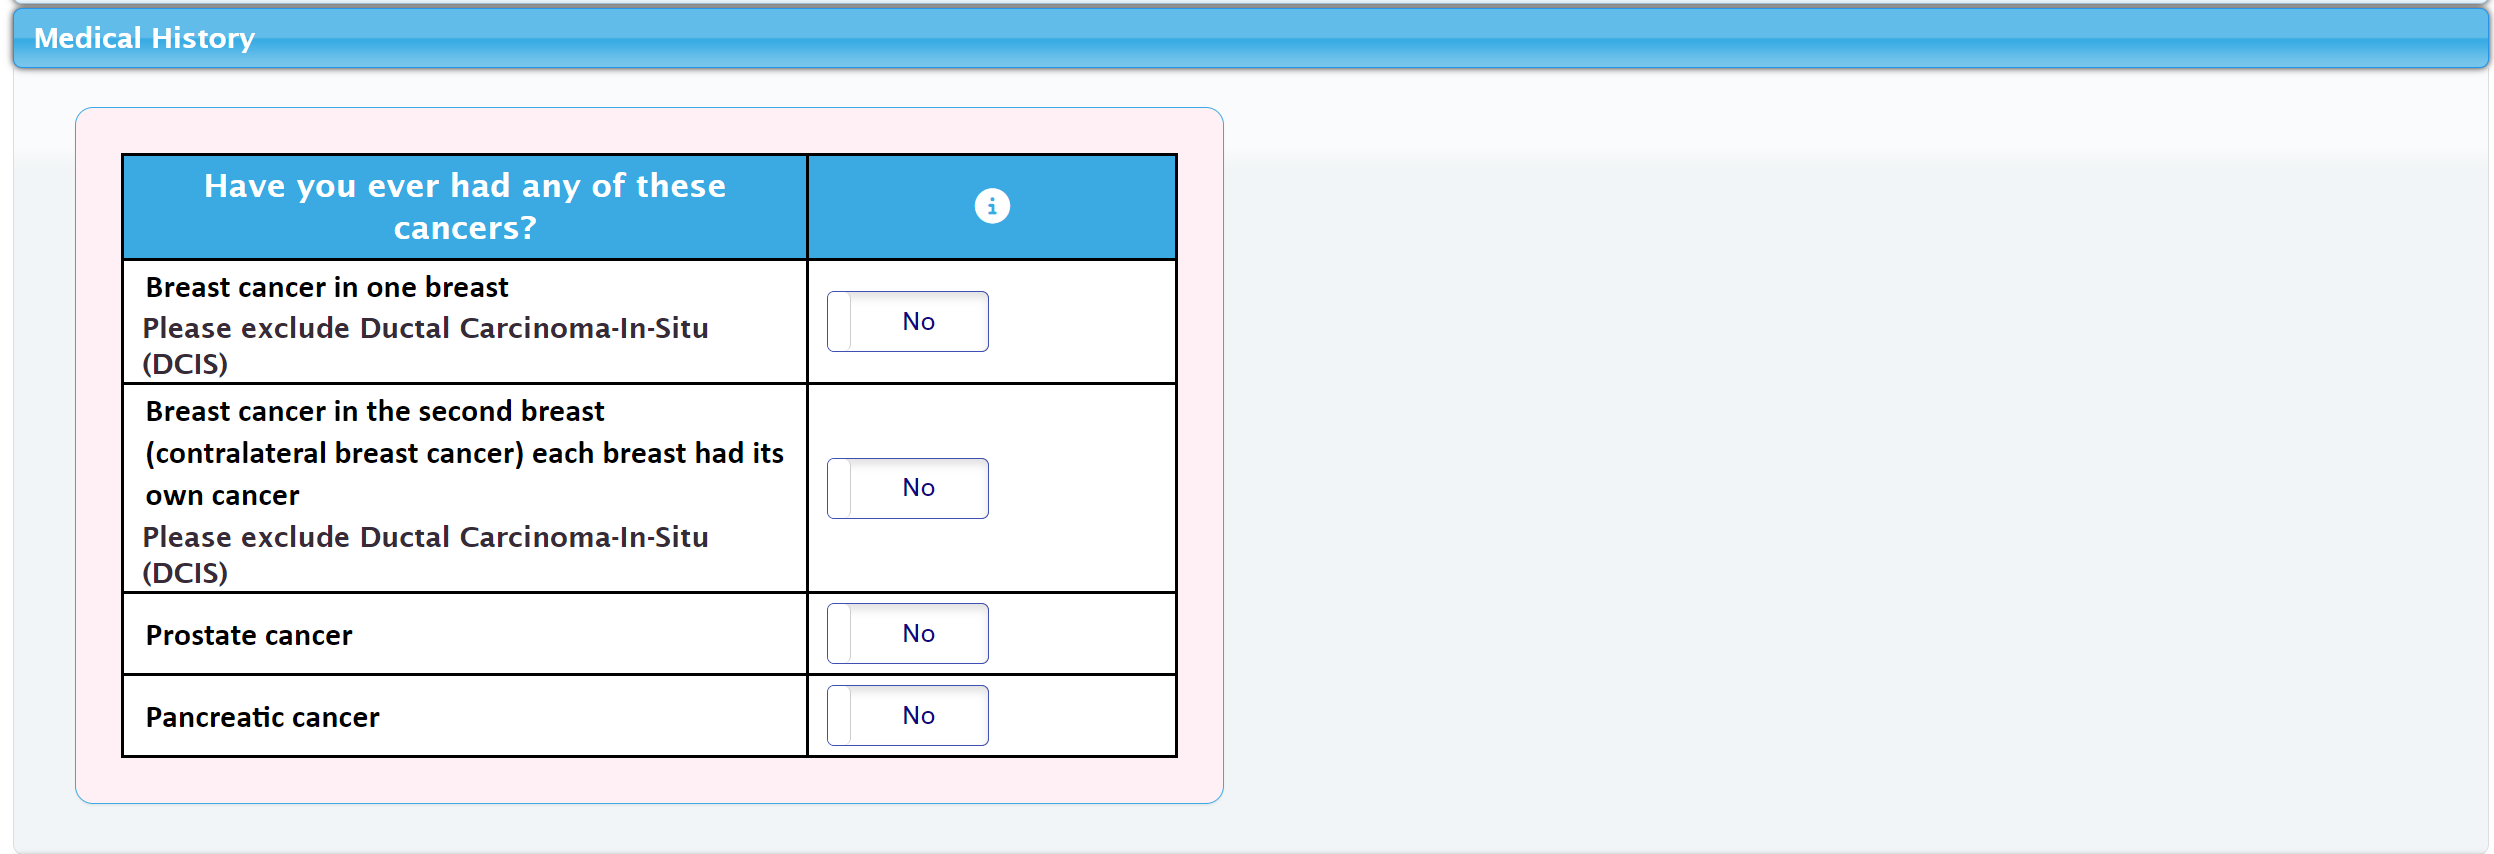 Medical History
Have you ever had any of these
cancers?
i
Breast cancer in one breast
Please exclude Ductal Carcinoma-In-Situ
(DCIS)
No
Breast cancer in the second breast
(contralateral breast cancer) each breast had its
own cancer
Please exclude Ductal Carcinoma-In-Situ
(DCIS)
No
Prostate cancer
No
Pancreatic cancer
No